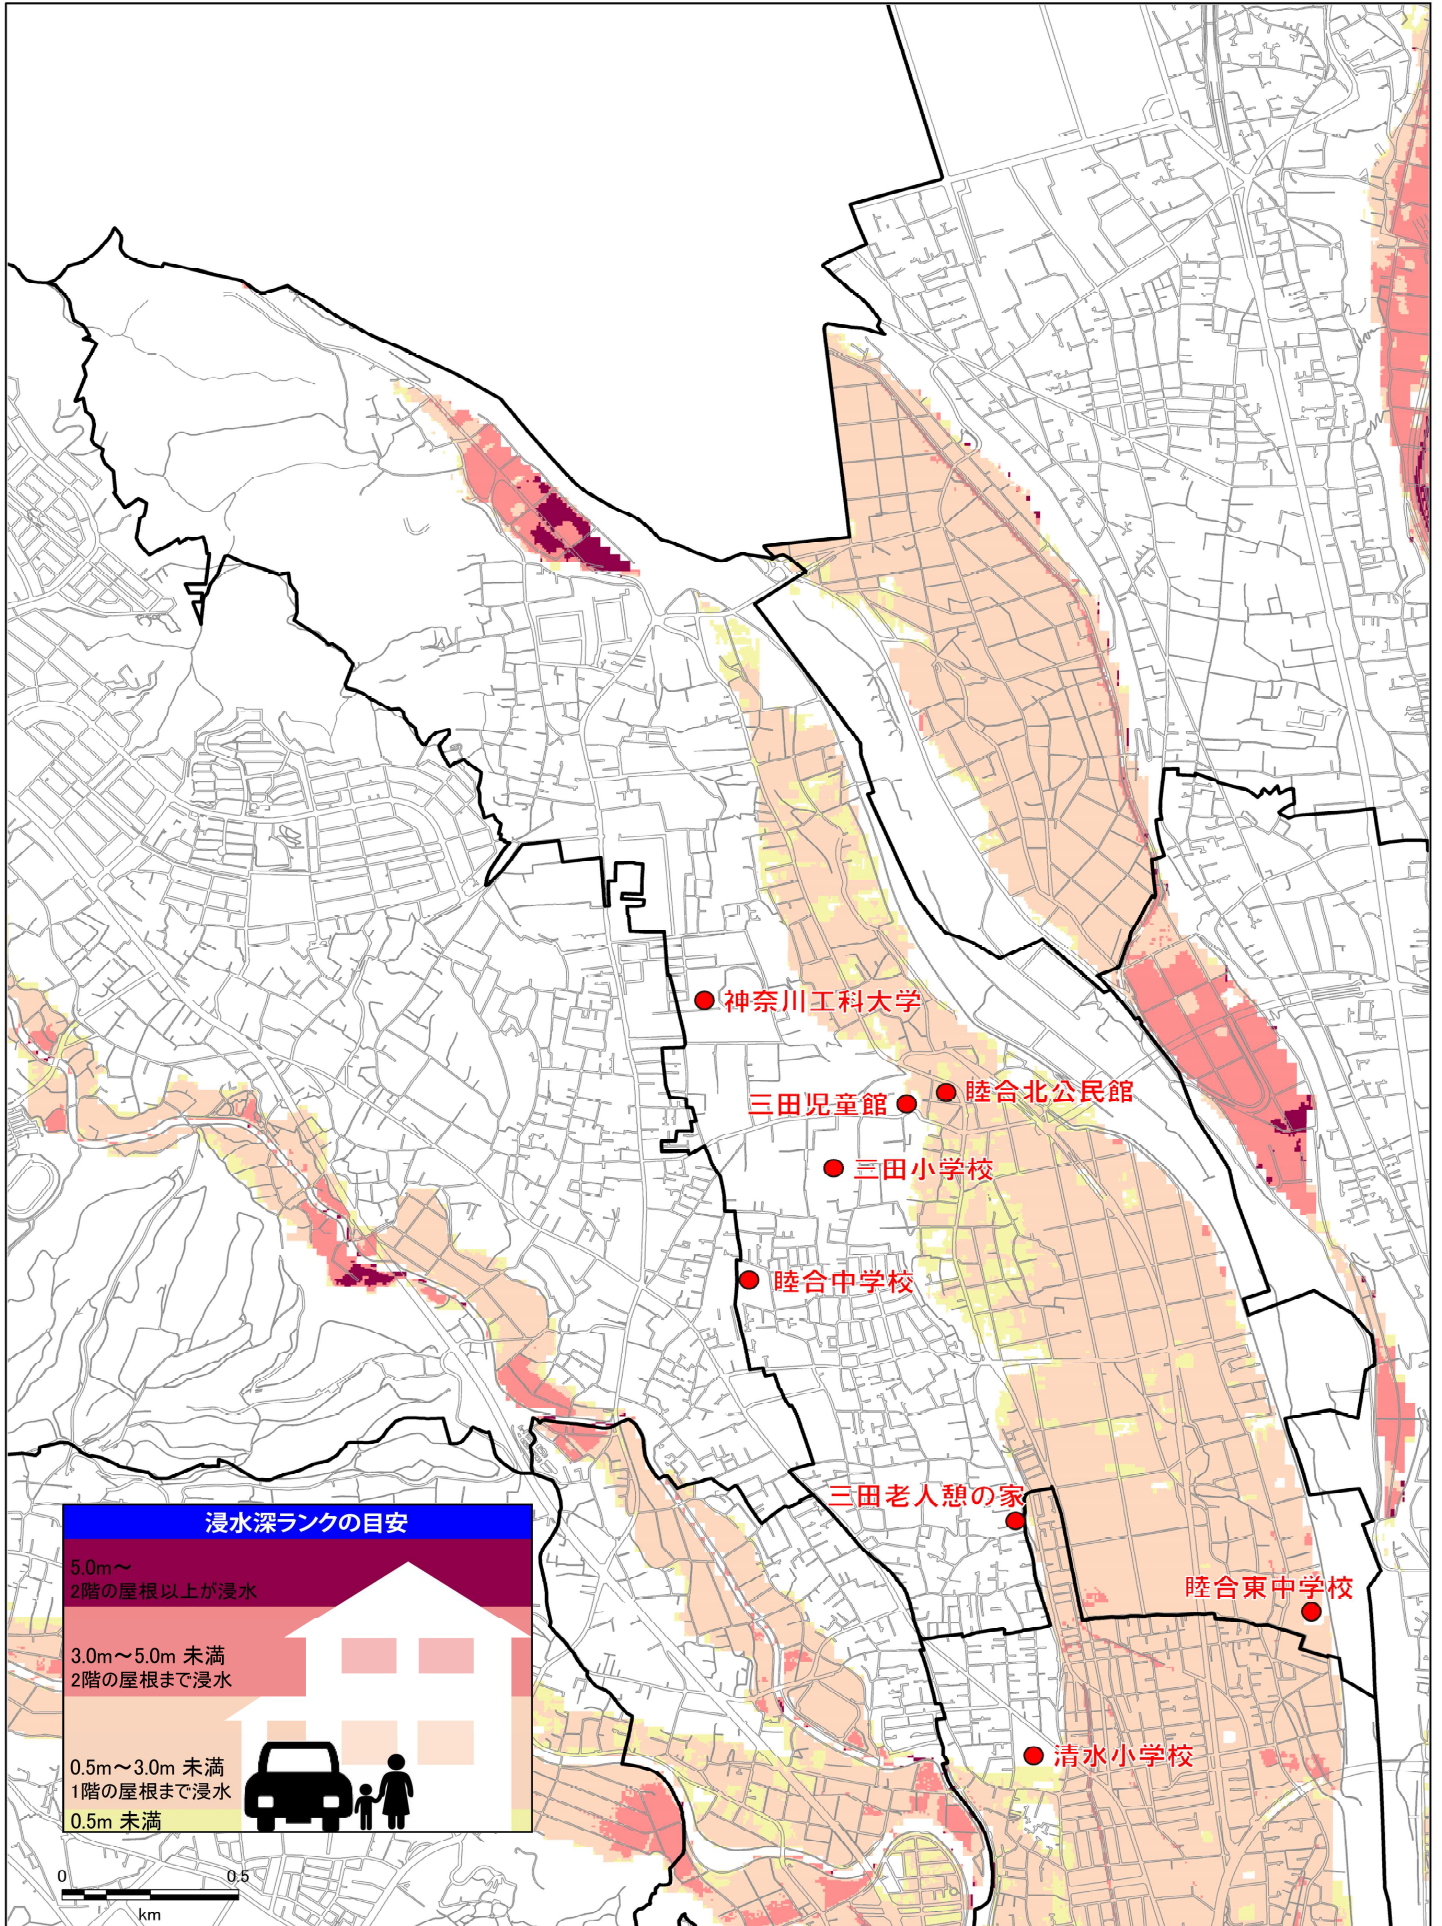 神奈川工科大学
睦合北公民館
三田児童館
三田小学校
睦合中学校
三田老人憩の家
睦合東中学校
清水小学校
浸水深ランクの目安
5.0m～
2階の屋根以上が浸水
3.0m～5.0m 未満
2階の屋根まで浸水
0.5m～3.0m 未満
1階の屋根まで浸水
0.5m 未満
0 0.5
km